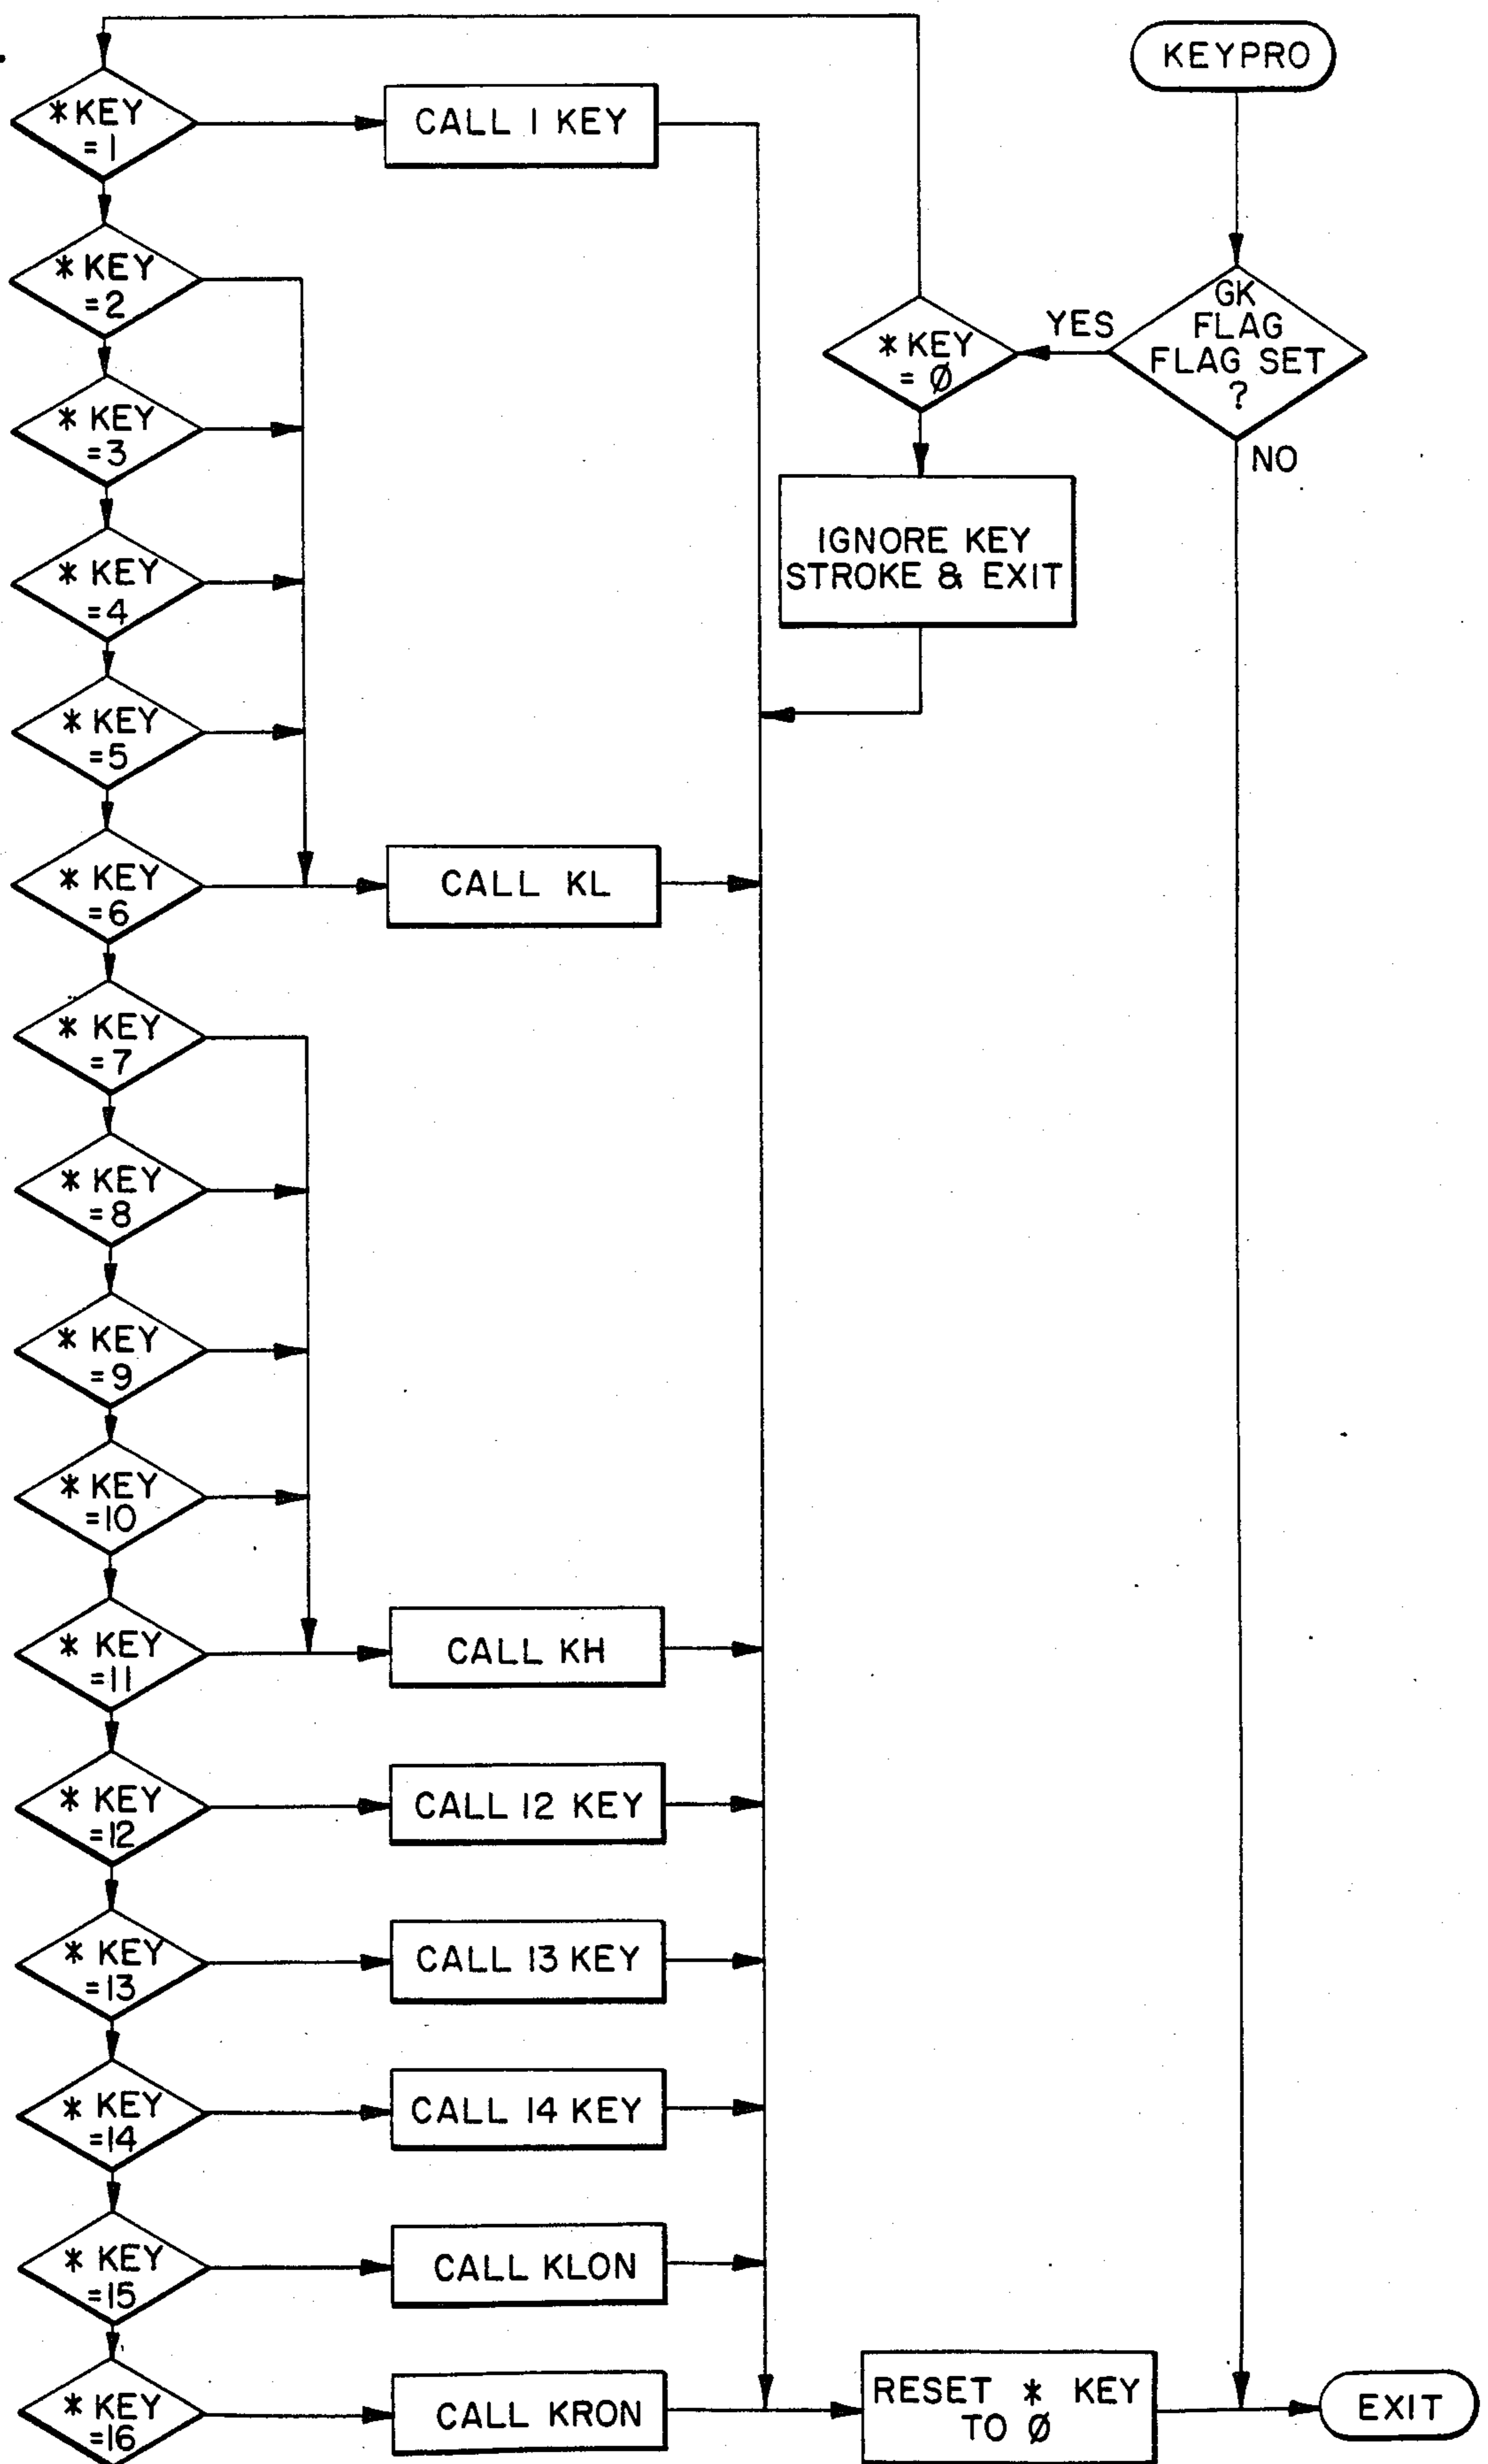 KEYPRO
GK
FLAG
FLAG SET
?
YES
NO
* KEY
= Ø
IGNORE KEY
STROKE & EXIT
* KEY
= 1
CALL 1 KEY
* KEY
= 2
* KEY
= 3
* KEY
= 4
* KEY
= 5
* KEY
= 6
CALL KL
* KEY
= 7
* KEY
= 8
* KEY
= 9
* KEY
= 10
* KEY
= 11
CALL KH
* KEY
= 12
CALL 12 KEY
* KEY
= 13
CALL 13 KEY
* KEY
= 14
CALL 14 KEY
* KEY
= 15
CALL KLON
* KEY
= 16
CALL KRON
RESET * KEY
TO Ø
EXIT